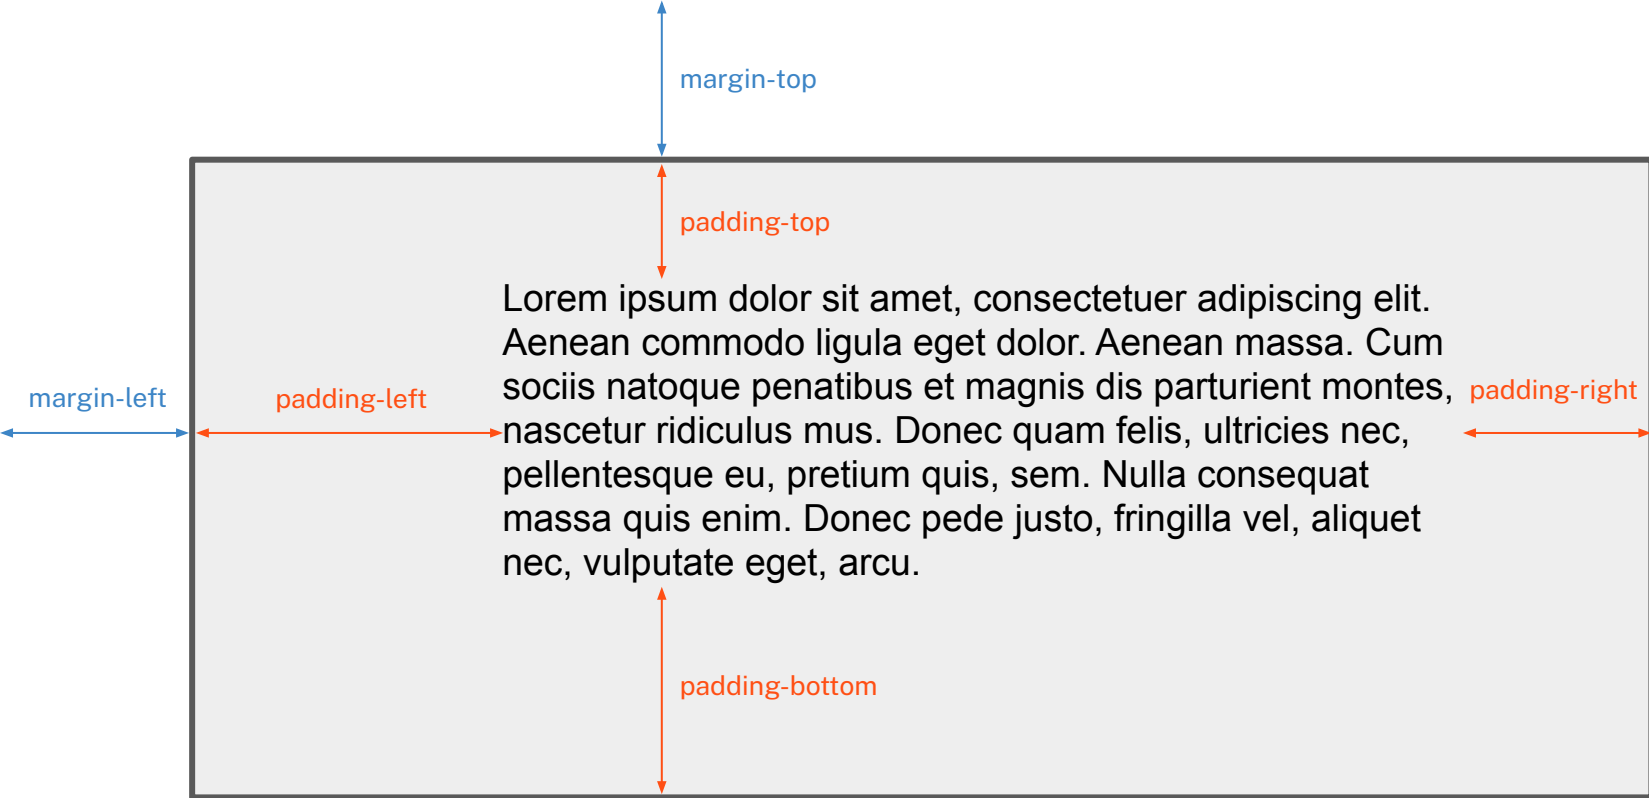 margin-top
padding-top
Lorem ipsum dolor sit amet, consectetuer adipiscing elit.
Aenean commodo ligula eget dolor. Aenean massa. Cum
sociis natoque penatibus et magnis dis parturient montes,
nascetur ridiculus mus. Donec quam felis, ultricies nec,
pellentesque eu, pretium quis, sem. Nulla consequat
massa quis enim. Donec pede justo, fringilla vel, aliquet
nec, vulputate eget, arcu.
margin-left
padding-left
padding-right
padding-bottom